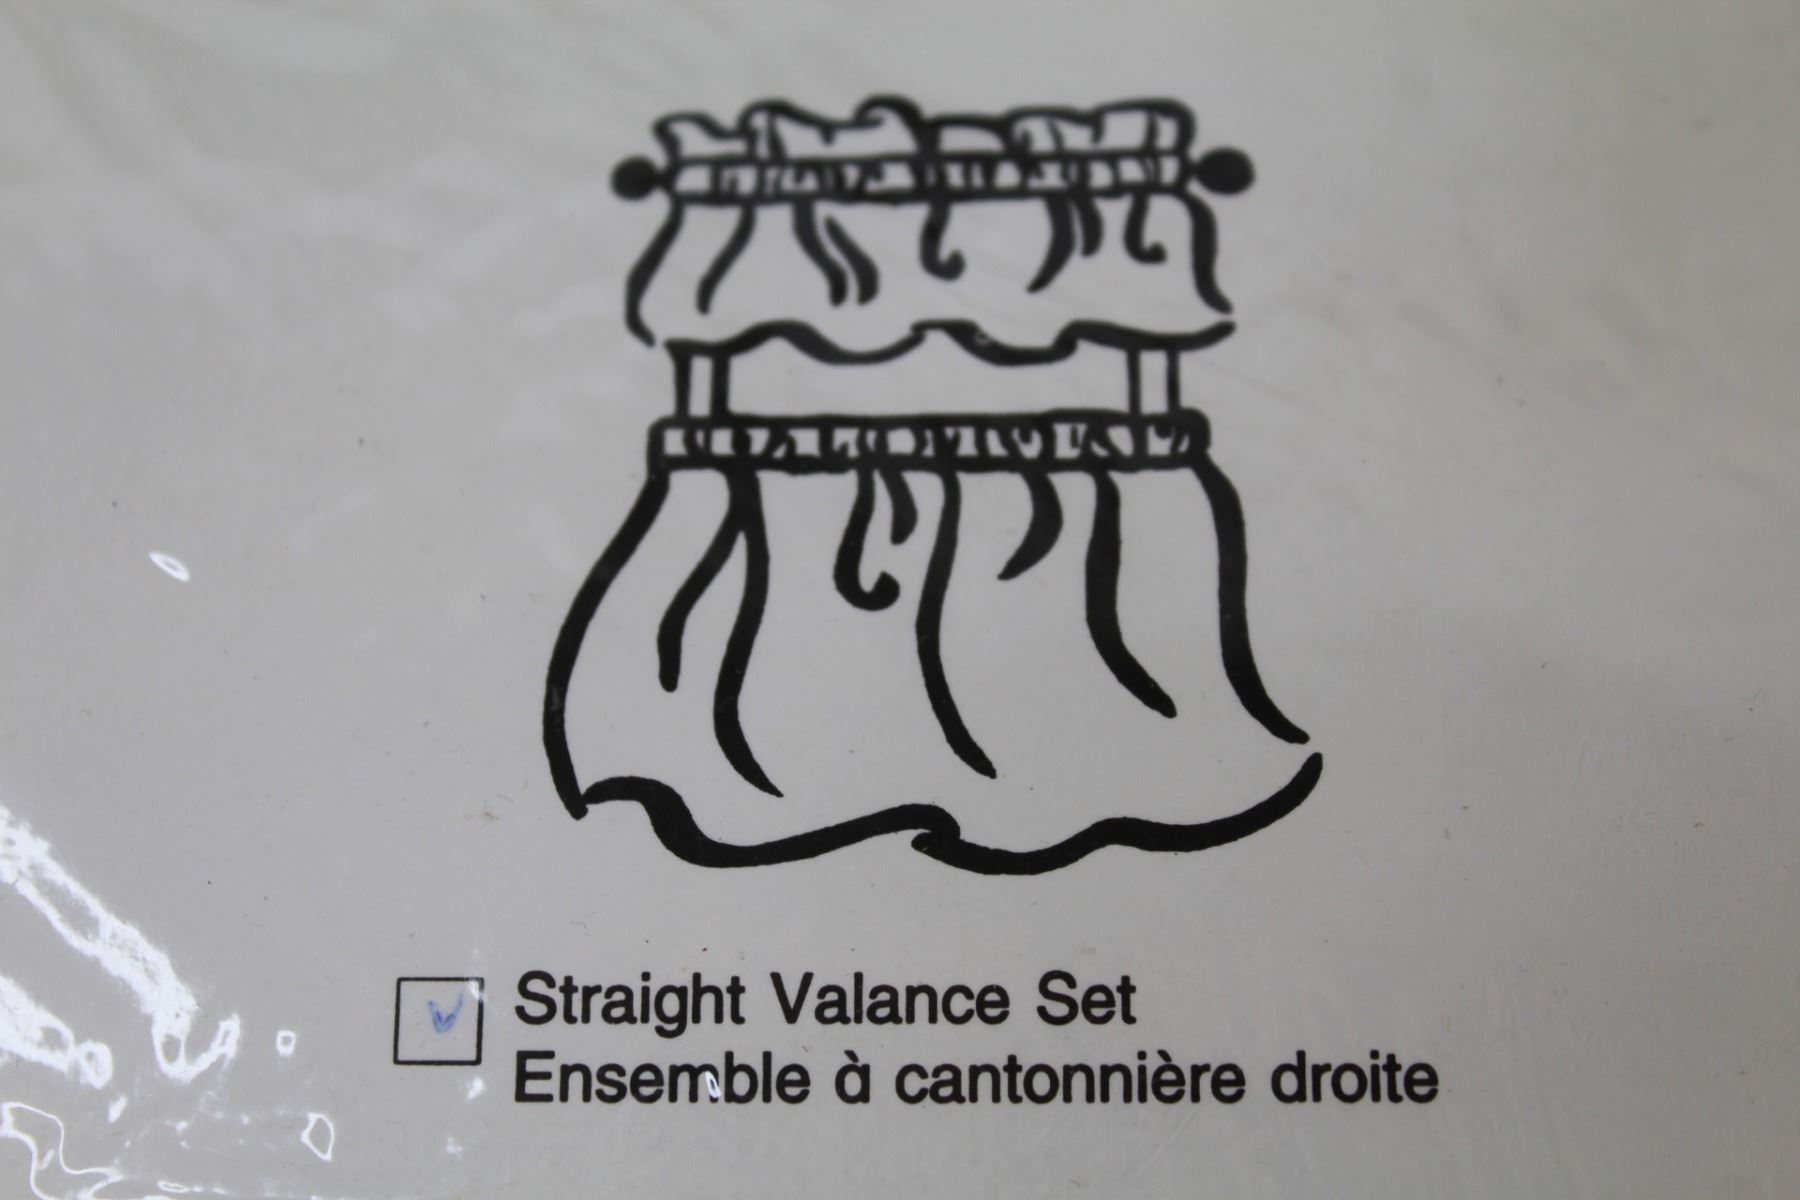 Straight Valance Set
Ensemble à cantonnière droite